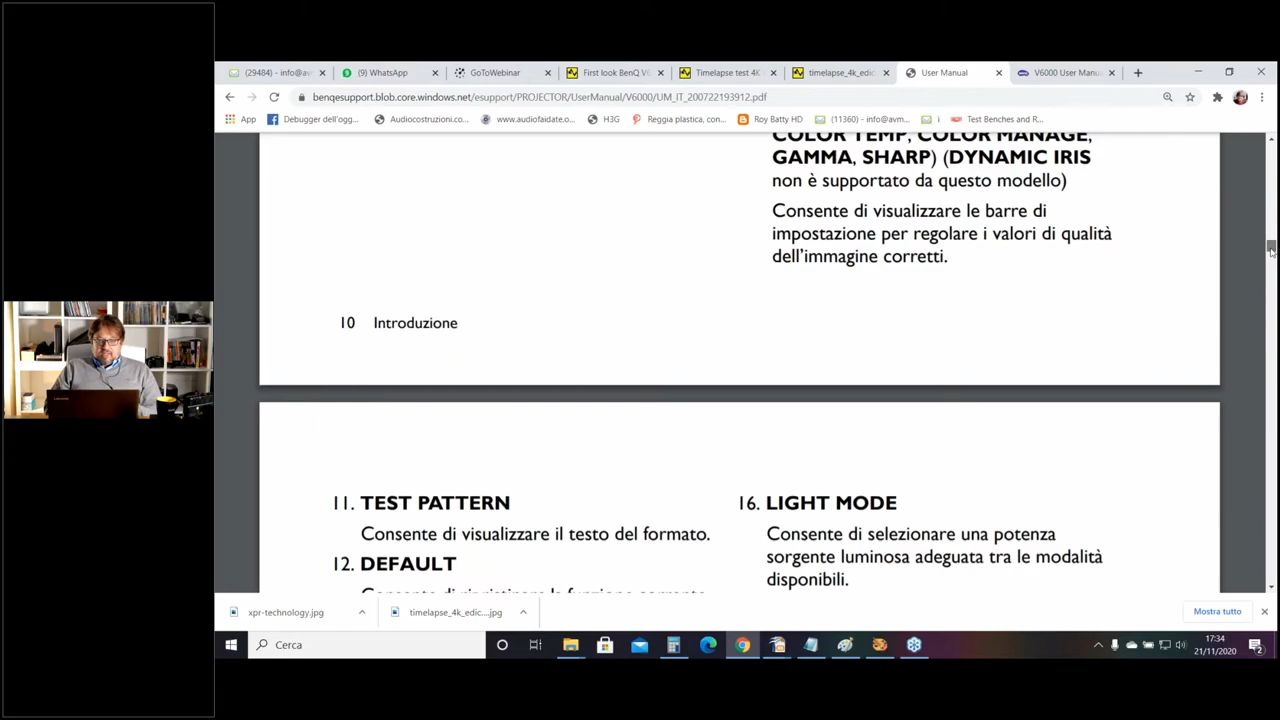 (29484) - info@av
(9) WhatsApp
GoToWebinar
First look BenQ V6
Timelapse test 4K
timelapse_4k_edic
User Manual
V6000 User Manu
benqesupport.blob.core.windows.net/esupport/PROJECTOR/UserManual/V6000/UM_IT_200722193912.pdf
App
Debugger dell'ogg...
Audiocostruzioni.co...
www.audiofaidate.o...
H3G
Reggia plastica, con...
Roy Batty HD
(11360) - info@avm...
Test Benches and R...
COLOR TEMP, COLOR MANAGE,
GAMMA, SHARP) (DYNAMIC IRIS
non è supportato da questo modello)
Consente di visualizzare le barre di
impostazione per regolare i valori di qualità
dell'immagine corretti.
10 Introduzione
11. TEST PATTERN
Consente di visualizzare il testo del formato.
12. DEFAULT
16. LIGHT MODE
Consente di selezionare una potenza
sorgente luminosa adeguata tra le modalità
disponibili.
xpr-technology.jpg
timelapse_4k_edic....jpg
Mostra tutto
Cerca
17:34
21/11/2020
2